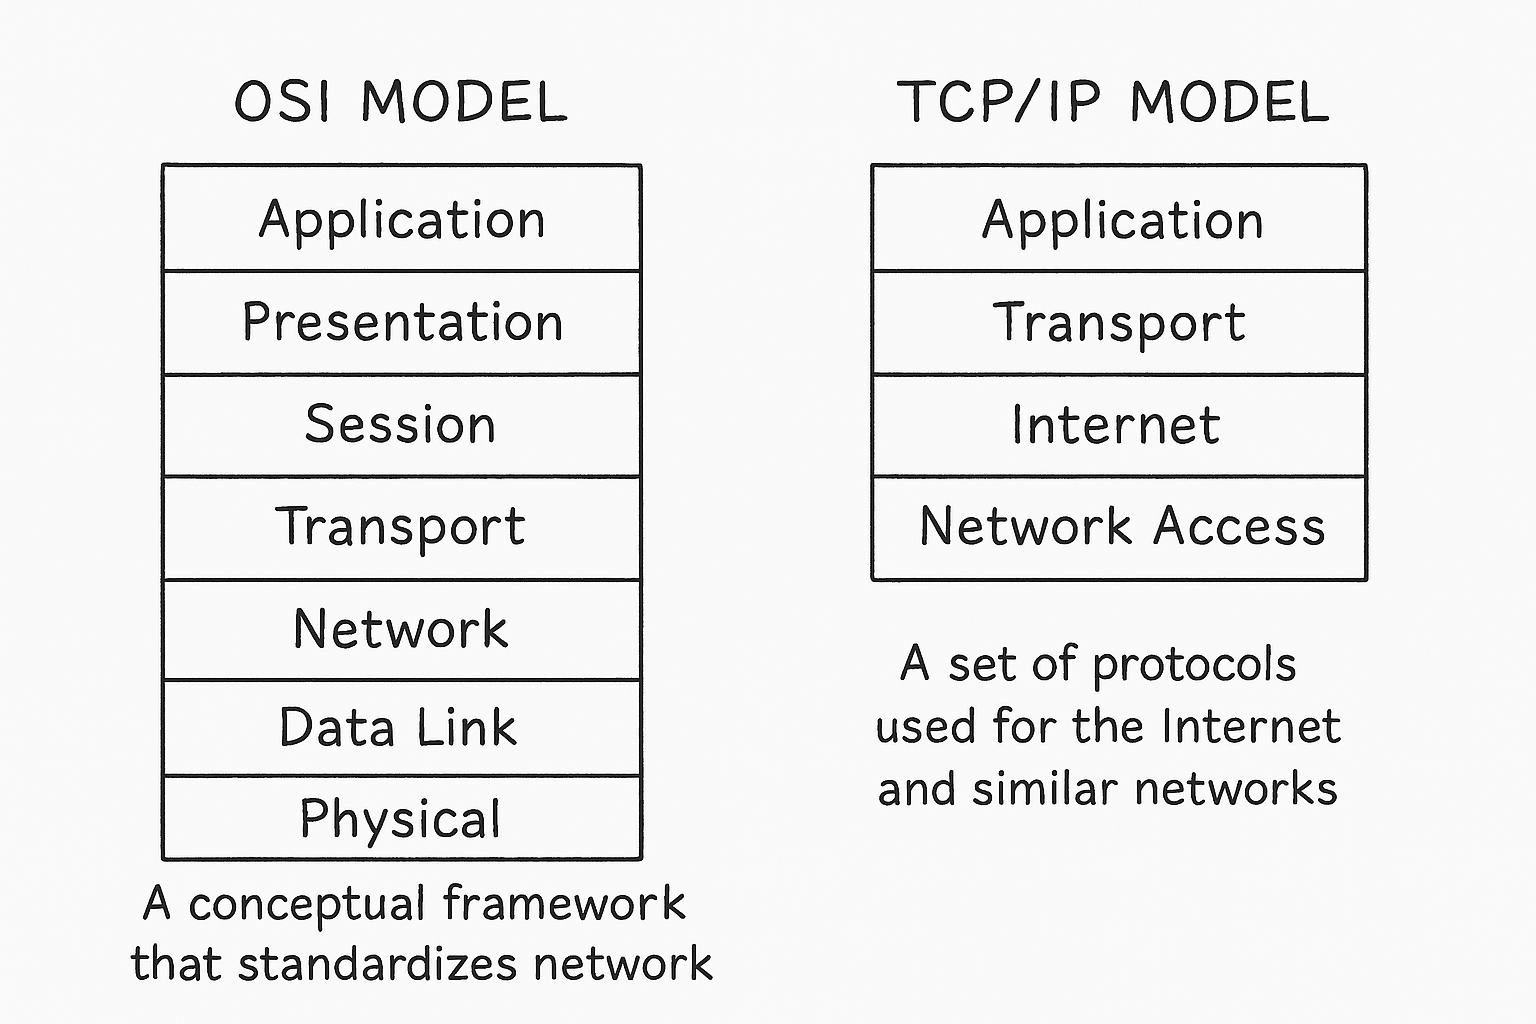 OSI MODEL
Application
Presentation
Session
Transport
Network
Data Link
Physical
A conceptual framework
that standardizes network
TCP/IP MODEL
Application
Transport
Internet
Network Access
A set of protocols
used for the Internet
and similar networks